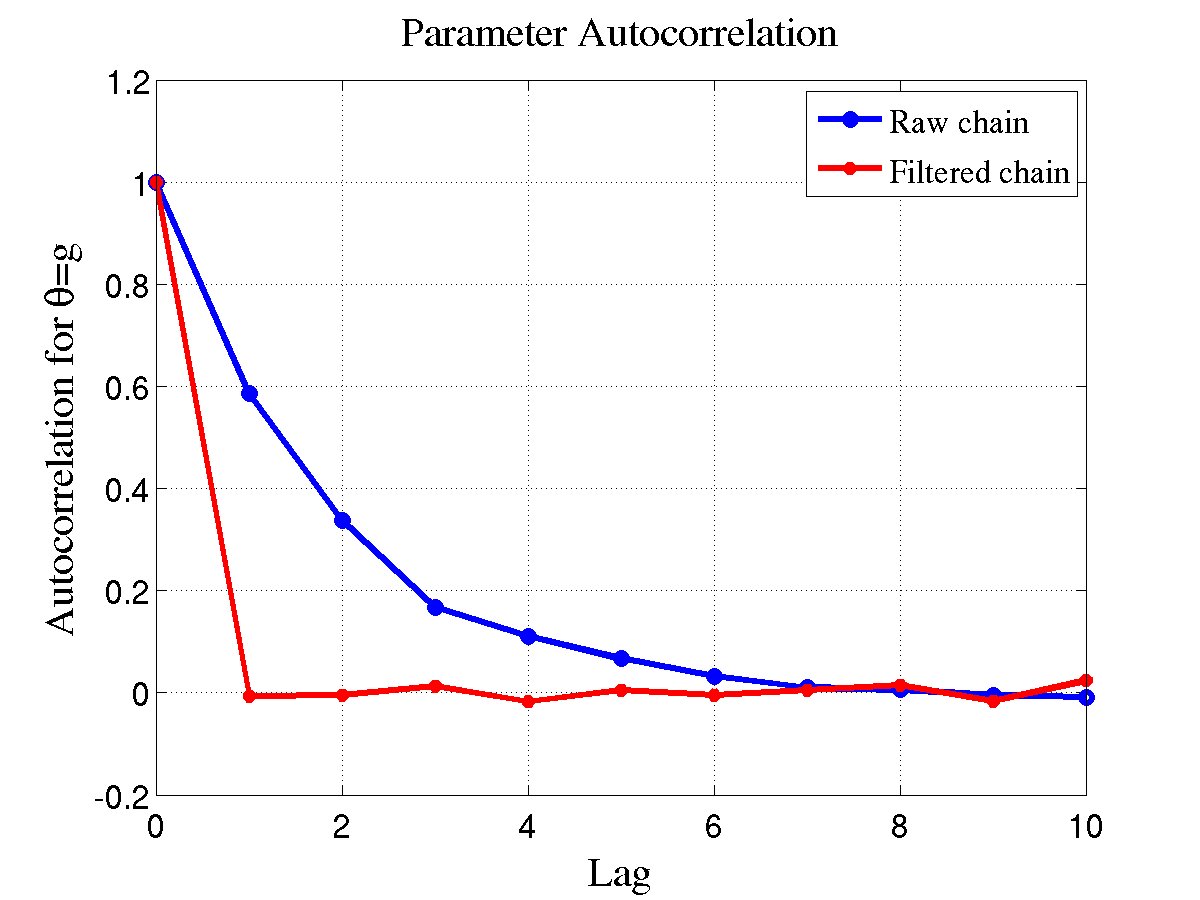 Parameter Autocorrelation
Raw chain
Filtered chain
1.2
1
0.8
0.6
0.4
0.2
0
-0.2
Autocorrelation for θ=g
0 2 4 6 8 10
Lag